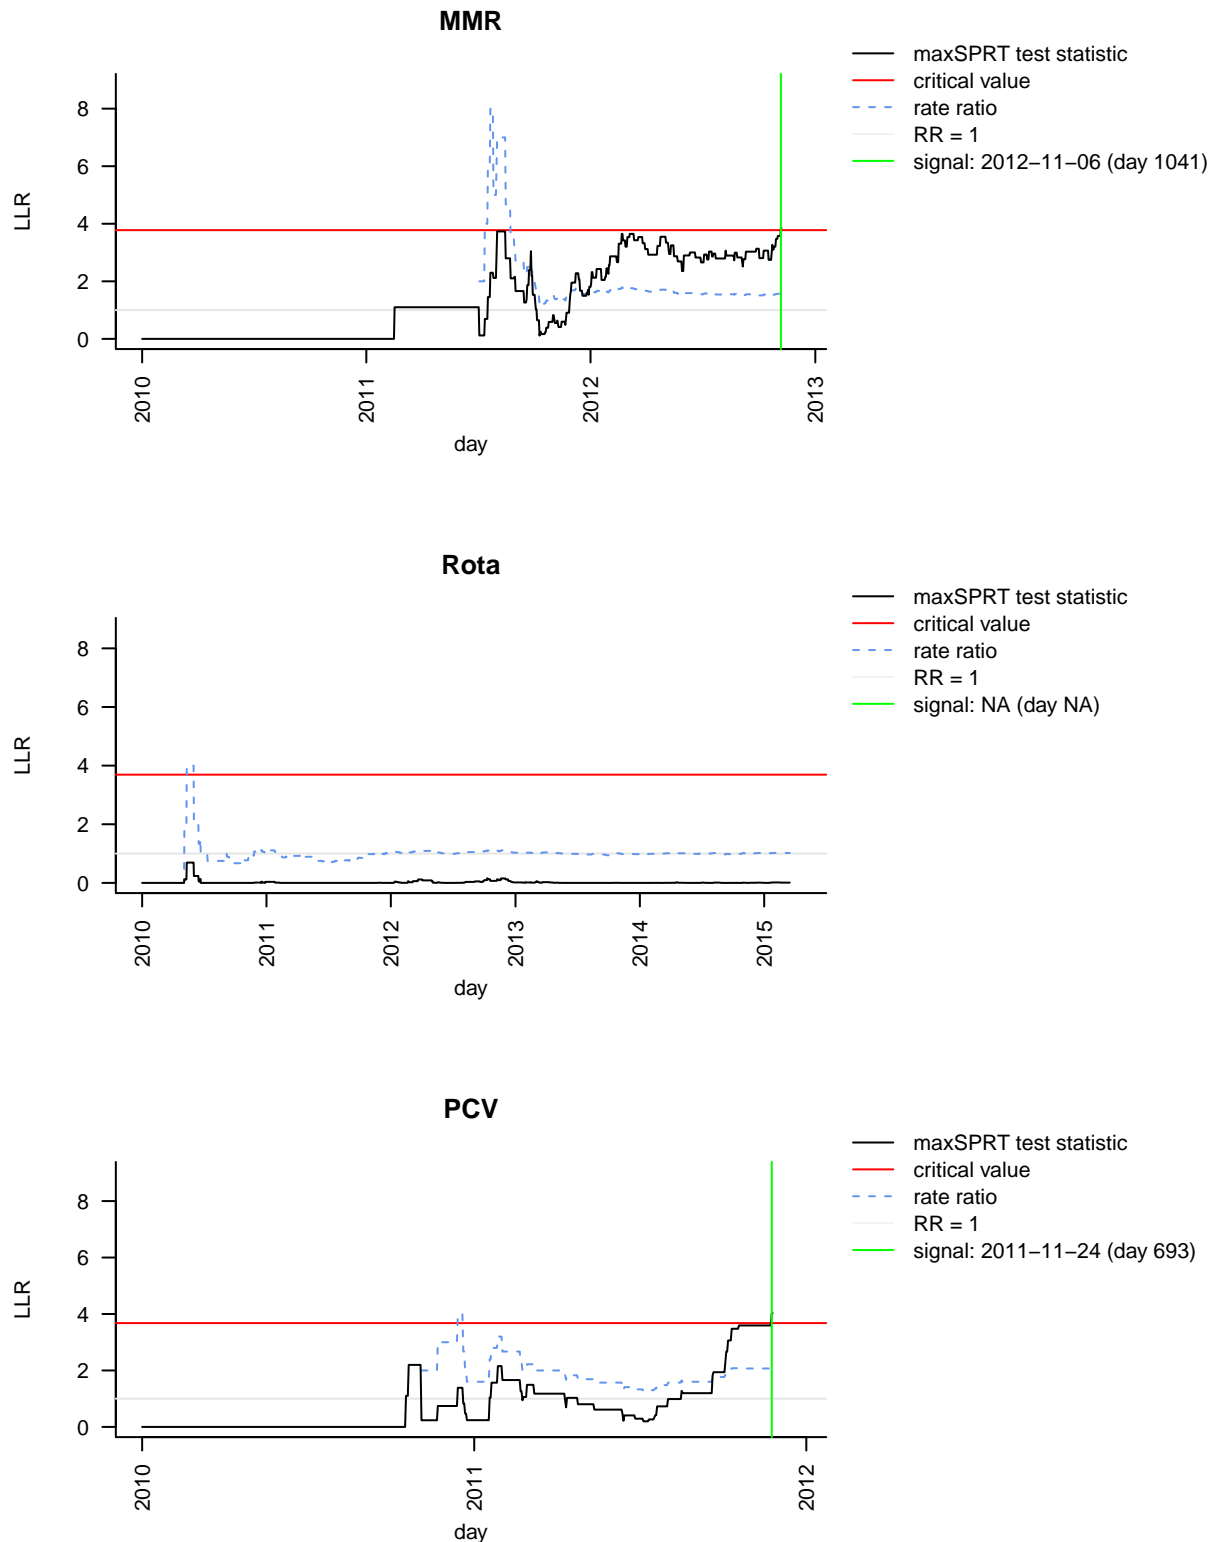 MMR
maxSPRT test statistic
critical value
rate ratio
RR = 1
signal: 2012−11−06 (day 1041)
LLR
8
6
4
2
0
2010
2011
2012
2013
day
Rota
maxSPRT test statistic
critical value
rate ratio
RR = 1
signal: NA (day NA)
LLR
8
6
4
2
0
2010
2011
2012
2013
2014
2015
day
PCV
maxSPRT test statistic
critical value
rate ratio
RR = 1
signal: 2011−11−24 (day 693)
LLR
8
6
4
2
0
2010
2011
2012
day